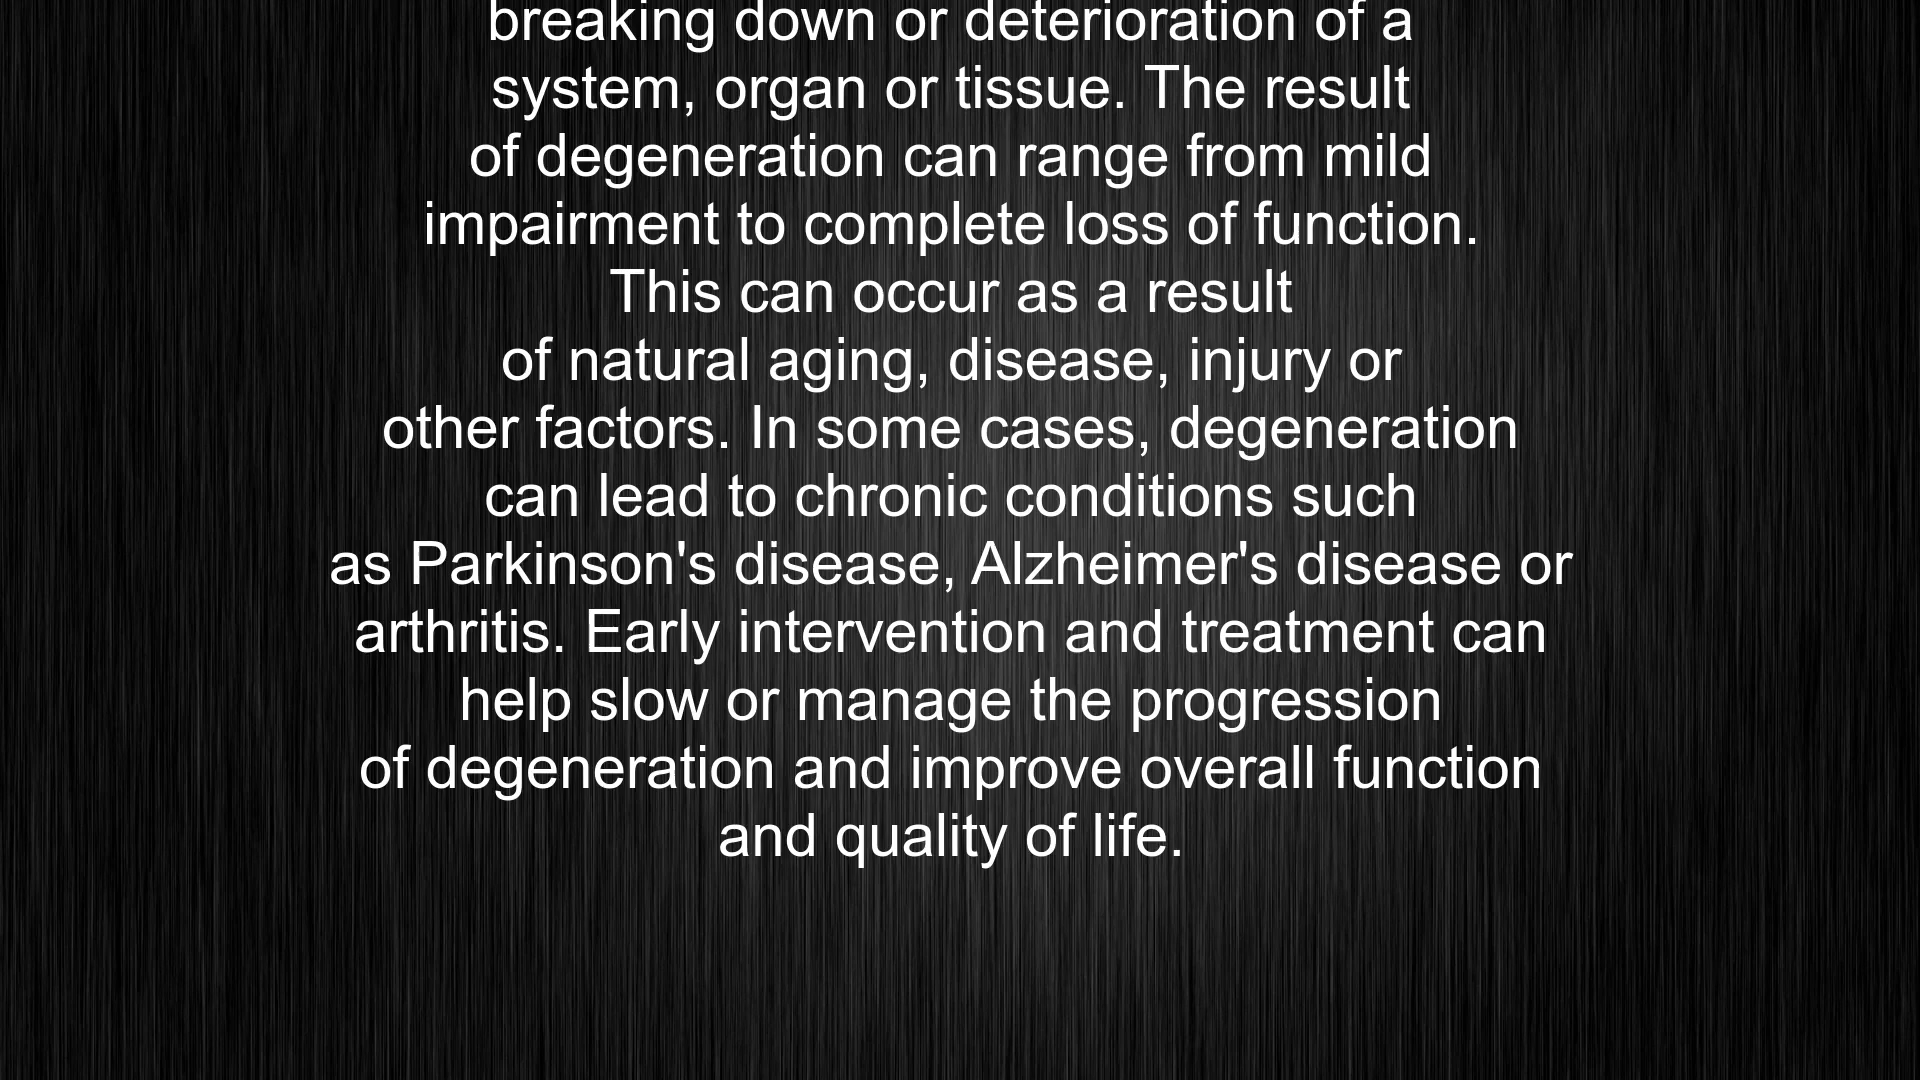 breaking down or deterioration of a
system, organ or tissue. The result
of degeneration can range from mild
impairment to complete loss of function.
This can occur as a result
of natural aging, disease, injury or
other factors. In some cases, degeneration
can lead to chronic conditions such
as Parkinson's disease, Alzheimer's disease or
arthritis. Early intervention and treatment can
help slow or manage the progression
of degeneration and improve overall function
and quality of life.